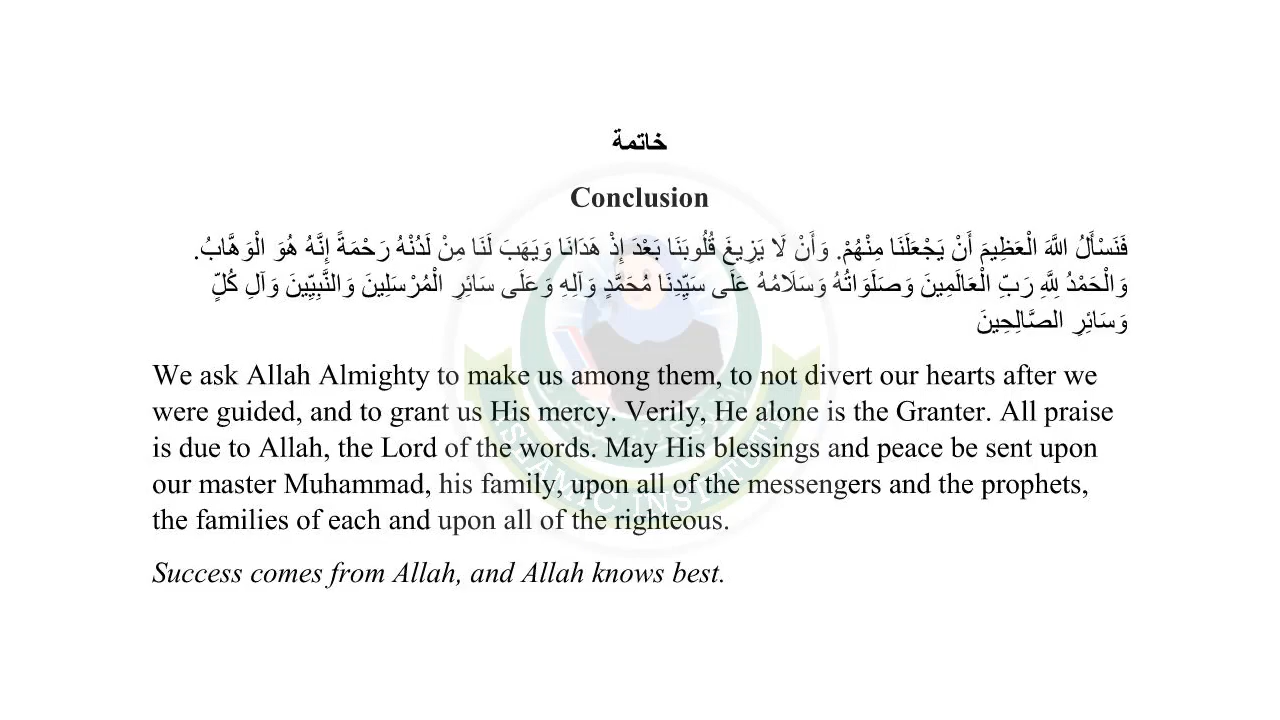 خاتمة
Conclusion
فَنَسْأَلُ اللَّهَ الْعَظِيمَ أَنْ يَجْعَلَنَا مِنْهُمْ. وَأَنْ لَا يَزِيغَ قُلُوبَنَا بَعْدَ إِذْ هَدَانَا وَيَهَبَ لَنَا مِنْ لَدُنْهُ رَحْمَةً إِنَّهُ هُوَ الْوَهَّابُ.
وَالْحَمْدُ لِلَّهِ رَبِّ الْعَالَمِينَ وَصَلَوَاتُهُ وَسَلَامُهُ عَلَى سَيِّدِنَا مُحَمَّدٍ وَآلِهِ وَعَلَى سَائِرِ الْمُرْسَلِينَ وَالنَّبِيِّينَ وَآلِ كُلٍّ
وَسَائِرِ الصَّالِحِينَ
We ask Allah Almighty to make us among them, to not divert our hearts after we
were guided, and to grant us His mercy. Verily, He alone is the Granter. All praise
is due to Allah, the Lord of the words. May His blessings and peace be sent upon
our master Muhammad, his family, upon all of the messengers and the prophets,
the families of each and upon all of the righteous.
Success comes from Allah, and Allah knows best.
ISLAMIC INSTITUTE